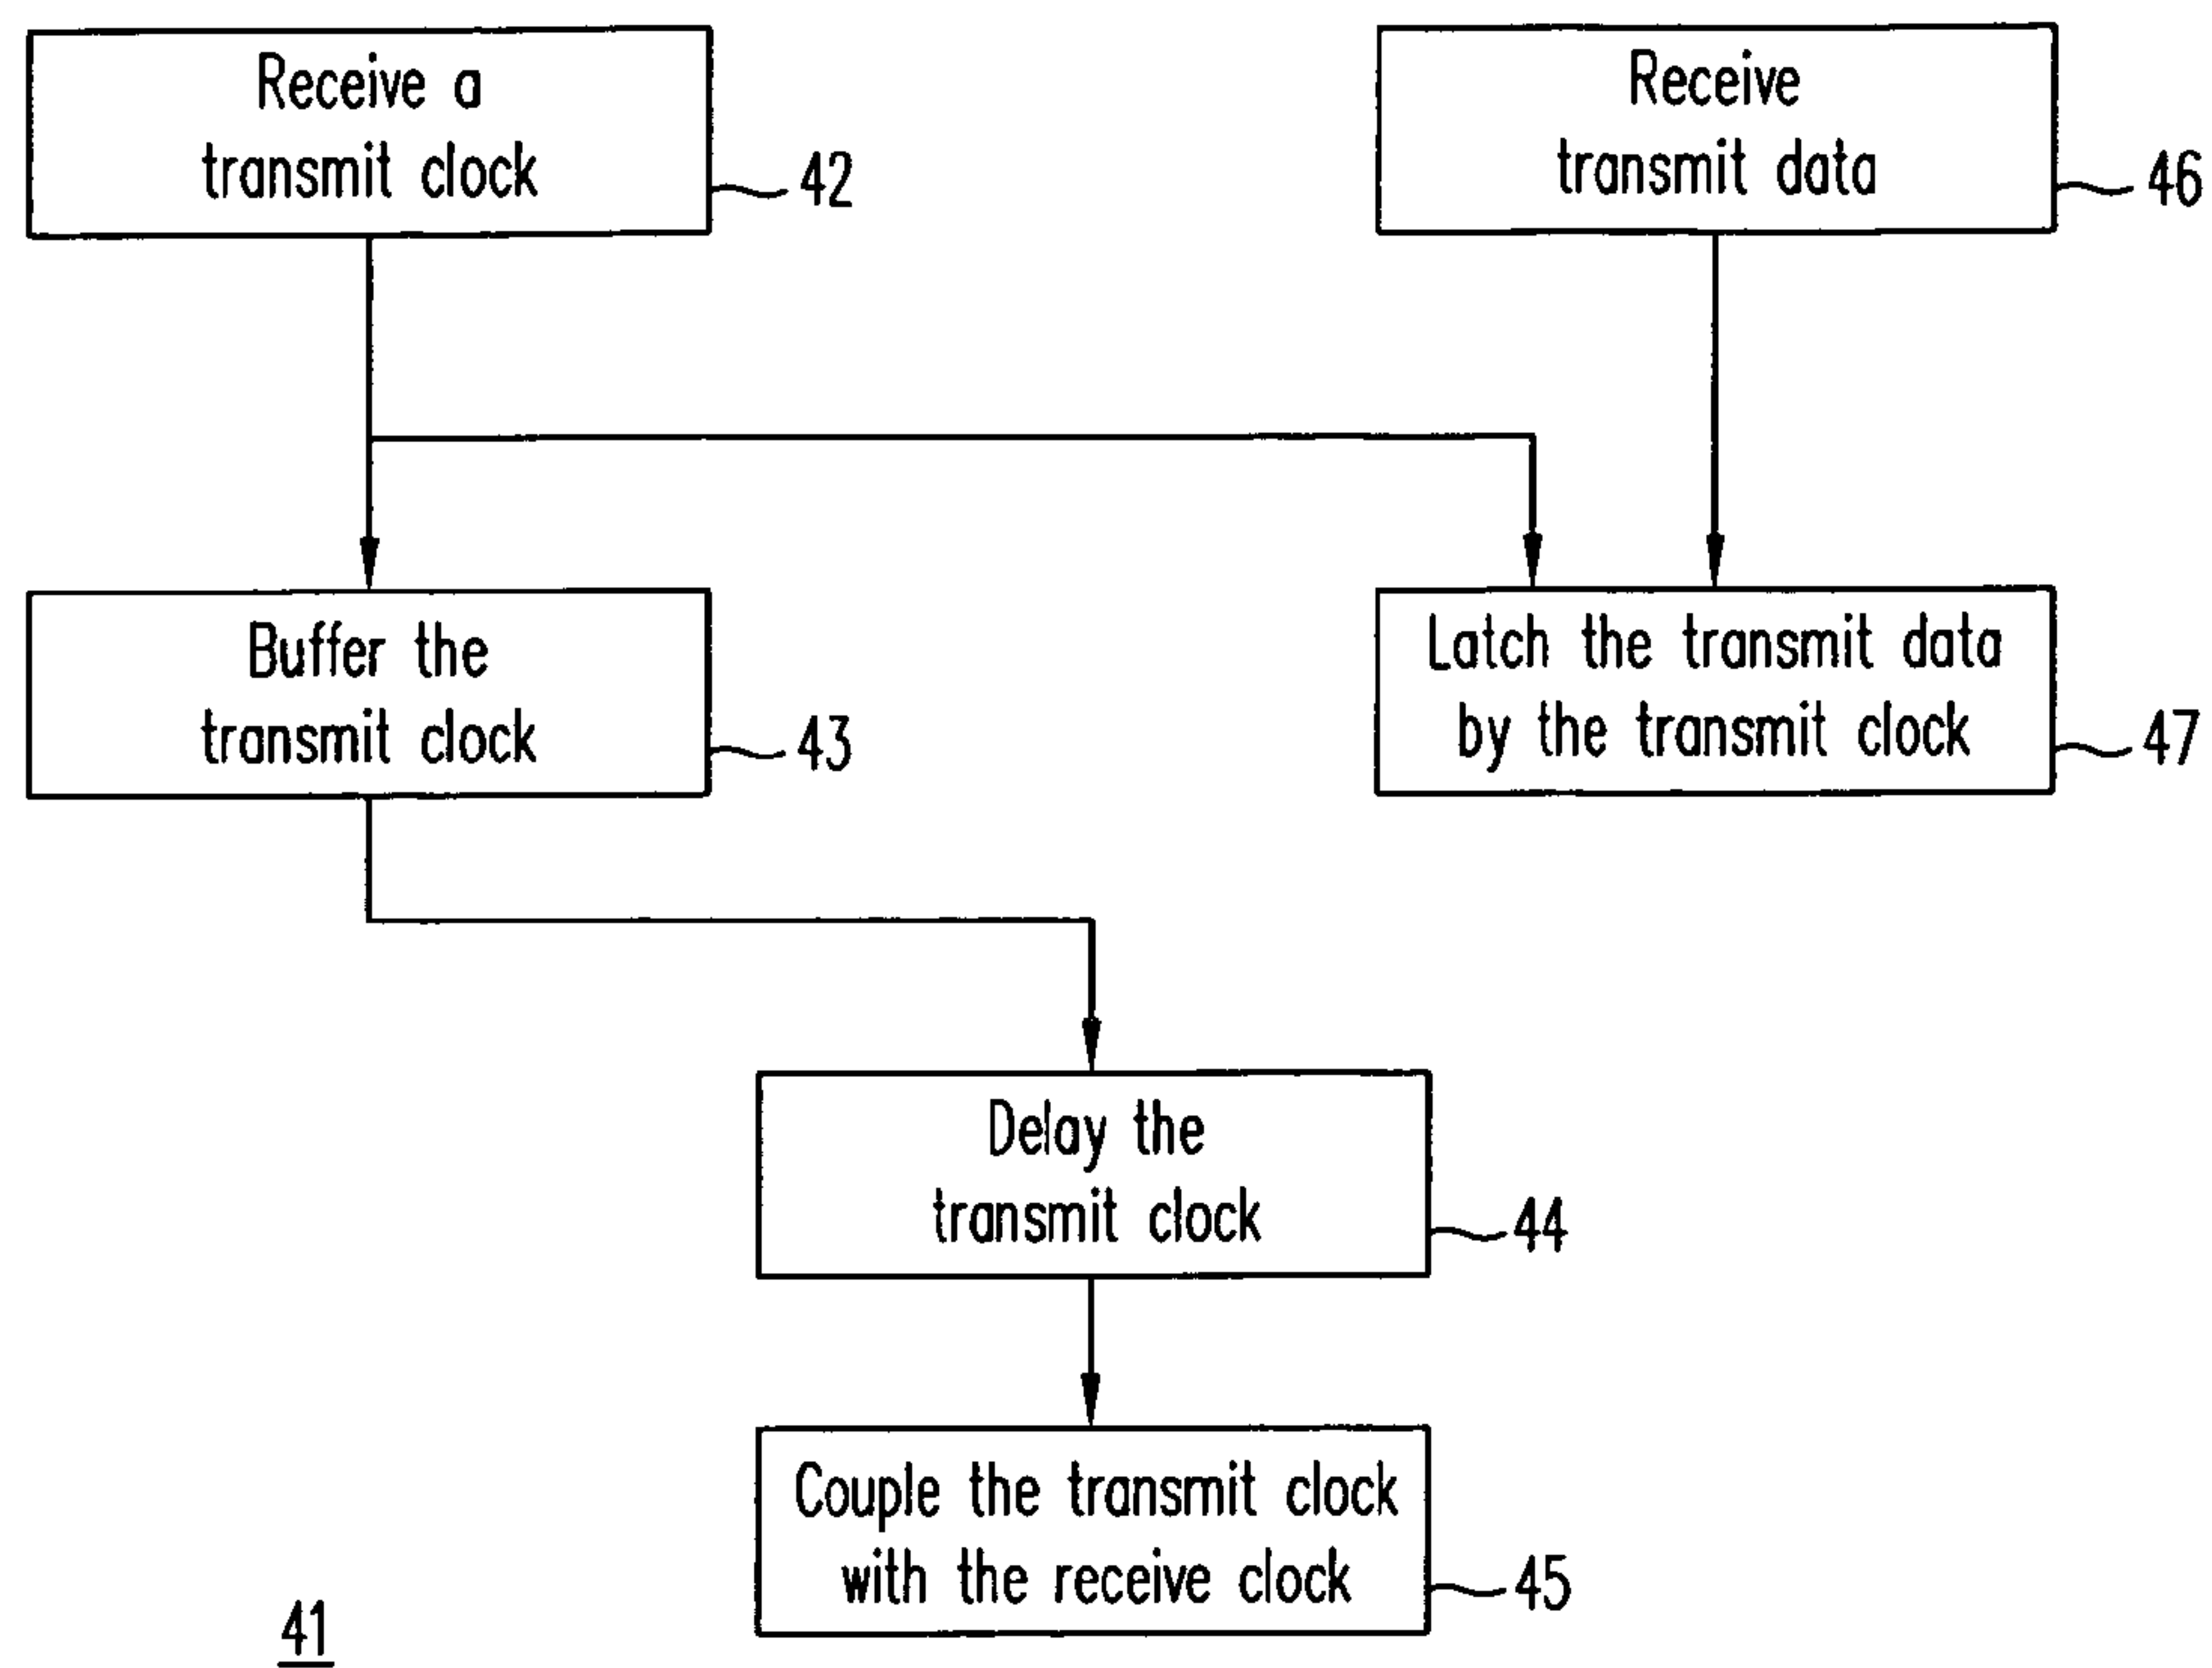 Receive a
transmit clock
42
Receive
transmit data
46
Buffer the
transmit clock
43
Latch the transmit data
by the transmit clock
47
Delay the
transmit clock
44
Couple the transmit clock
with the receive clock
45
41